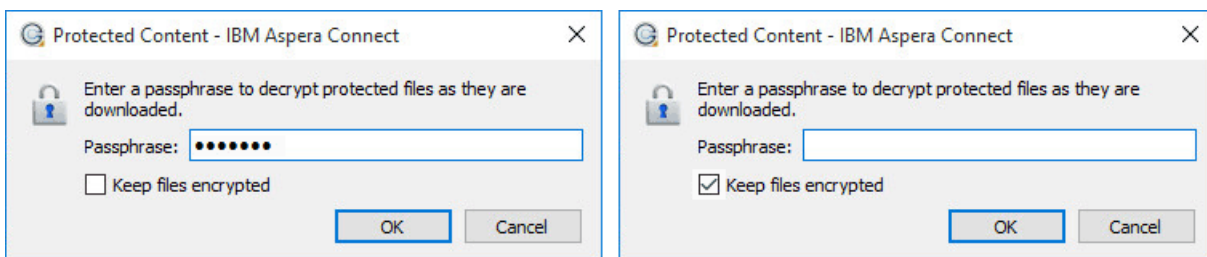 Protected Content - IBM Aspera Connect
Enter a passphrase to decrypt protected files as they are
downloaded.
Passphrase: •••••••
Keep files encrypted
OK Cancel
Protected Content - IBM Aspera Connect
Enter a passphrase to decrypt protected files as they are
downloaded.
Passphrase:
Keep files encrypted
OK Cancel